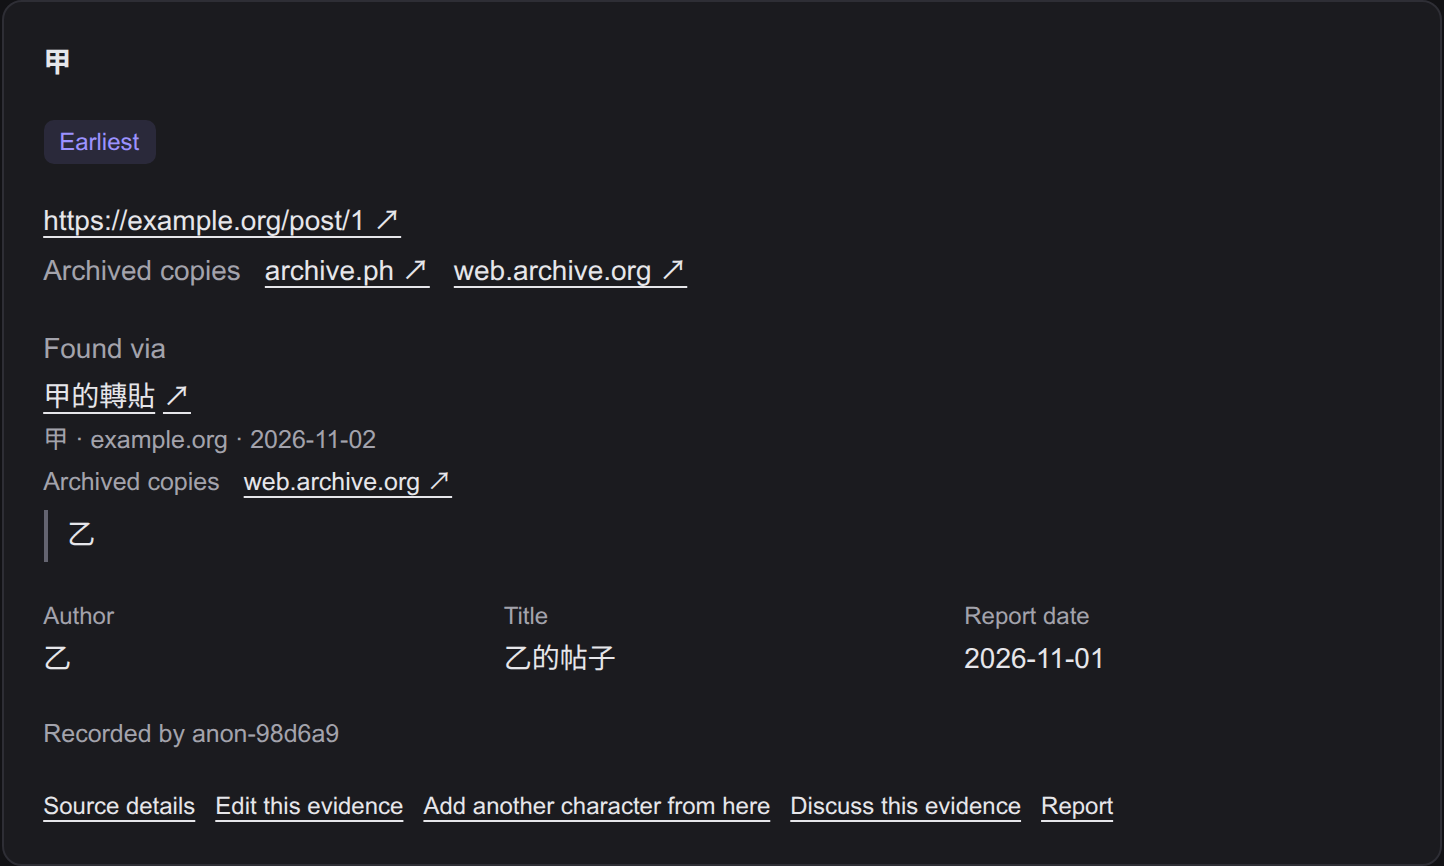 甲
Earliest
https://example.org/post/1 ↗
Archived copies archive.ph ↗ web.archive.org ↗
Found via
甲的轉貼 ↗
甲 · example.org · 2026-11-02
Archived copies web.archive.org ↗
乙
Author Title Report date
乙 乙的帖子 2026-11-01
Recorded by anon-98d6a9
Source details Edit this evidence Add another character from here Discuss this evidence Report